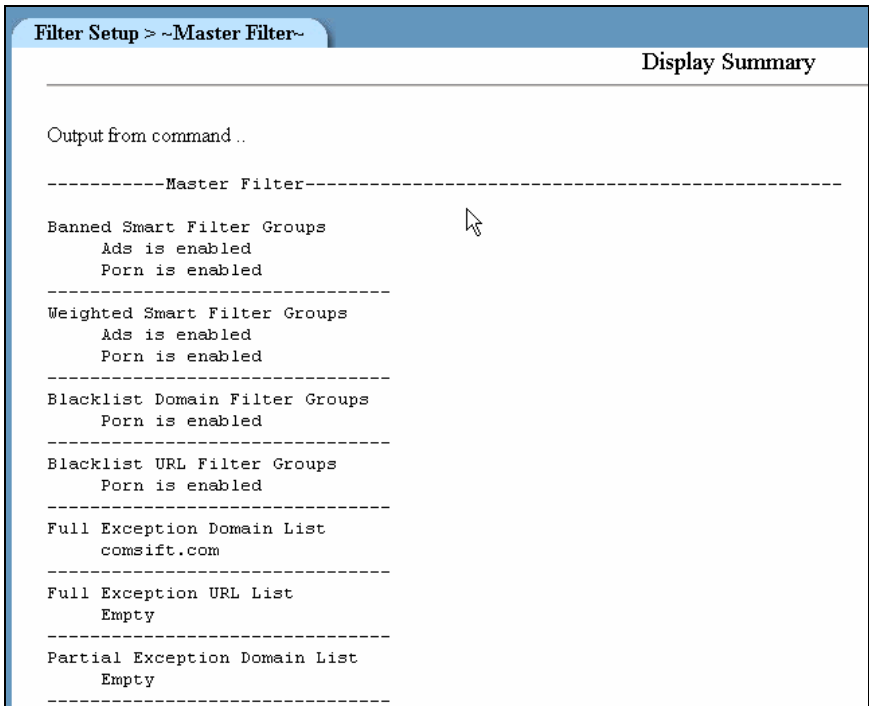 Filter Setup > ~Master Filter~
Display Summary
Output from command ..
-----------Master Filter--------------------------------------------------
Banned Smart Filter Groups
Ads is enabled
Porn is enabled
--------------------------------
Weighted Smart Filter Groups
Ads is enabled
Porn is enabled
--------------------------------
Blacklist Domain Filter Groups
Porn is enabled
--------------------------------
Blacklist URL Filter Groups
Porn is enabled
--------------------------------
Full Exception Domain List
comsift.com
--------------------------------
Full Exception URL List
Empty
--------------------------------
Partial Exception Domain List
Empty
--------------------------------